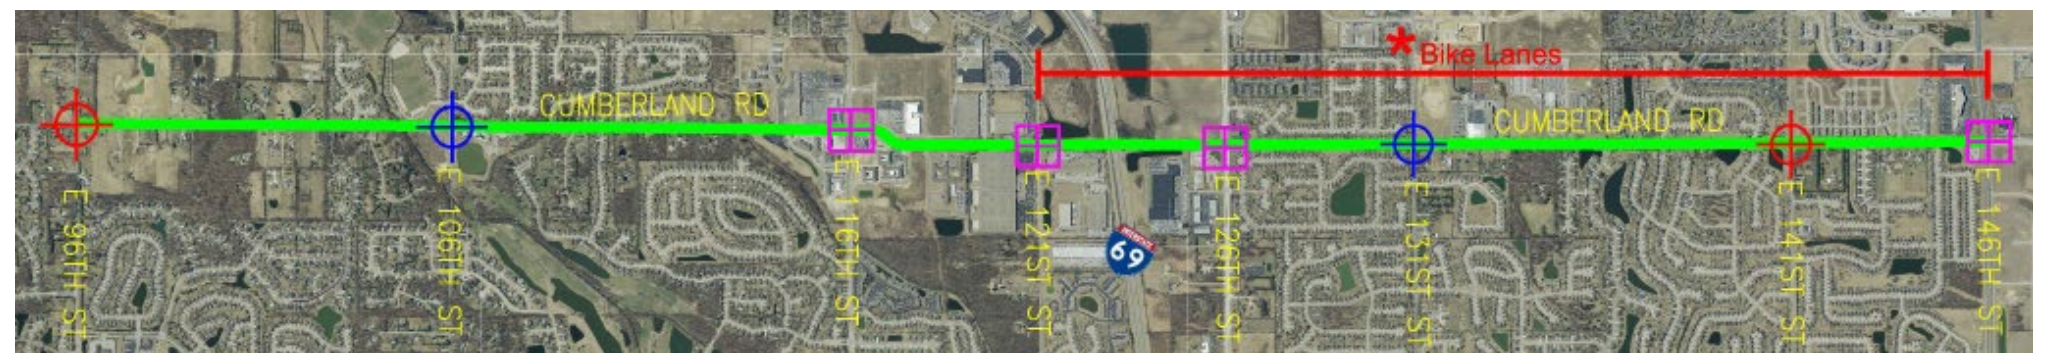 * Bike Lanes
CUMBERLAND RD
CUMBERLAND RD
E 96TH ST
E 106TH ST
E 116TH ST
E 121ST ST
INTERSTATE
69
E 126TH ST
E 131ST ST
E 141ST ST
E 146TH ST